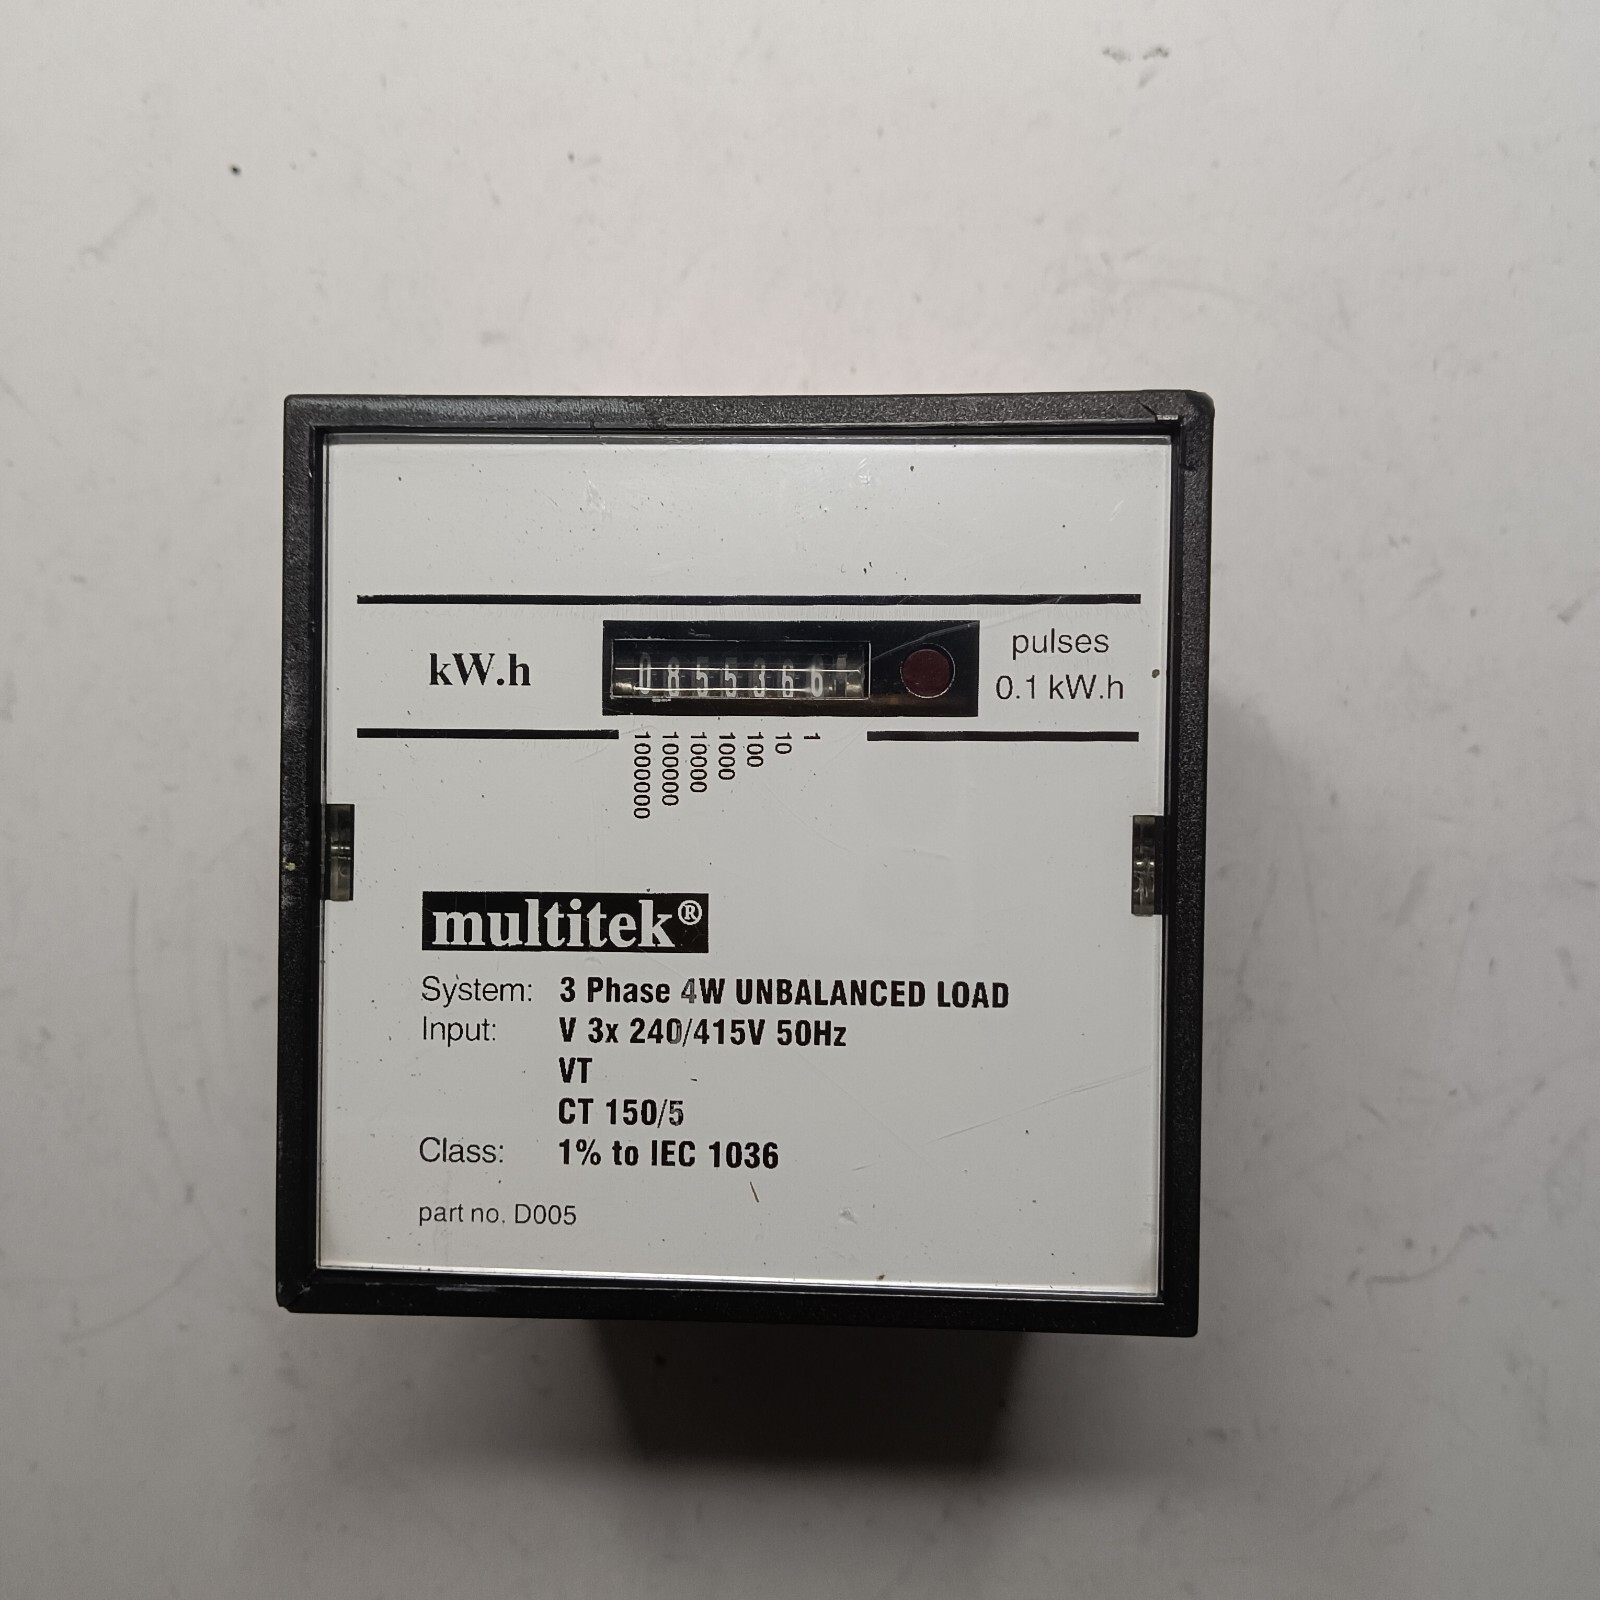 kW.h
0855366
pulses
0.1 kW.h
1000000
100000
10000
1000
100
10
1
multitek®
System: 3 Phase 4W UNBALANCED LOAD
Input: V 3x 240/415V 50Hz
VT
CT 150/5
Class: 1% to IEC 1036
part no. D005